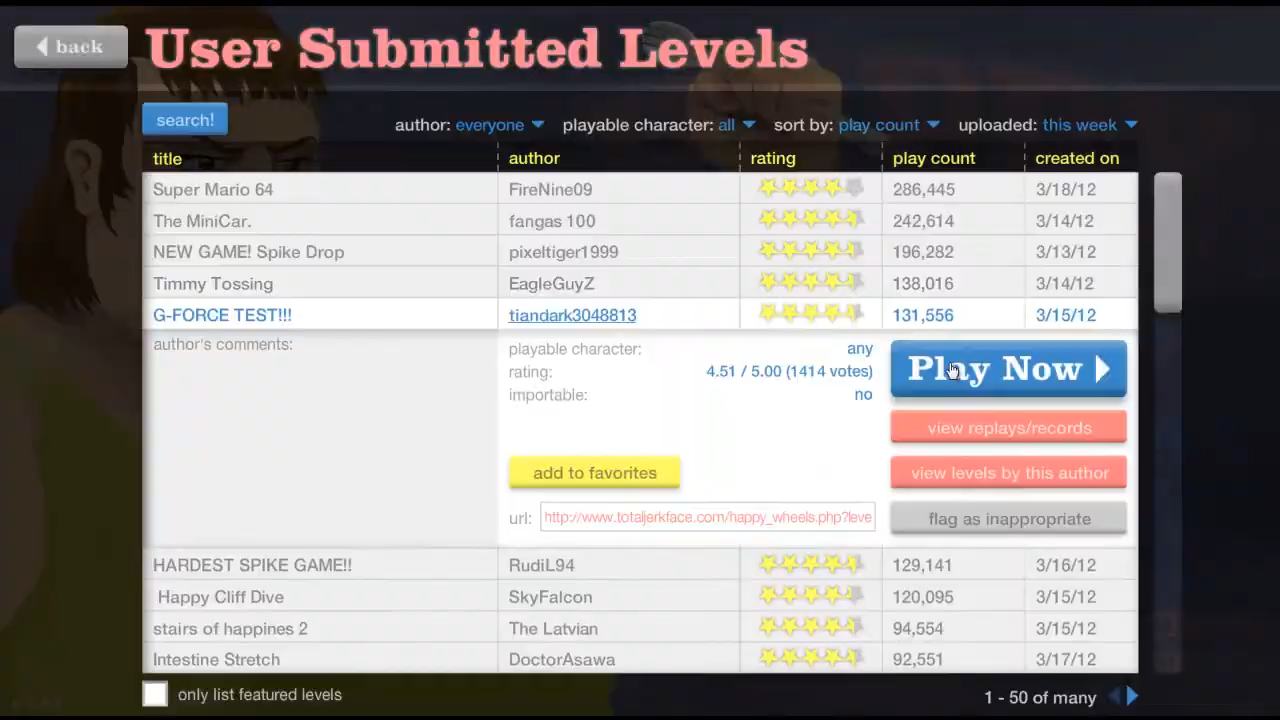 back
User Submitted Levels
search!
author: everyone playable character: all sort by: play count uploaded: this week
title author rating play count created on
Super Mario 64 FireNine09 286,445 3/18/12
The MiniCar. fangas 100 242,614 3/14/12
NEW GAME! Spike Drop pixeltiger1999 196,282 3/13/12
Timmy Tossing EagleGuyZ 138,016 3/14/12
G-FORCE TEST!!! tiandark3048813 131,556 3/15/12
author's comments:
playable character: any
rating: 4.51 / 5.00 (1414 votes)
importable: no
Play Now
view replays/records
add to favorites
view levels by this author
url: http://www.totaljerkface.com/happy_wheels.php?leve
flag as inappropriate
HARDEST SPIKE GAME!! RudiL94 129,141 3/16/12
Happy Cliff Dive SkyFalcon 120,095 3/15/12
stairs of happines 2 The Latvian 94,554 3/15/12
Intestine Stretch DoctorAsawa 92,551 3/17/12
only list featured levels
1 - 50 of many